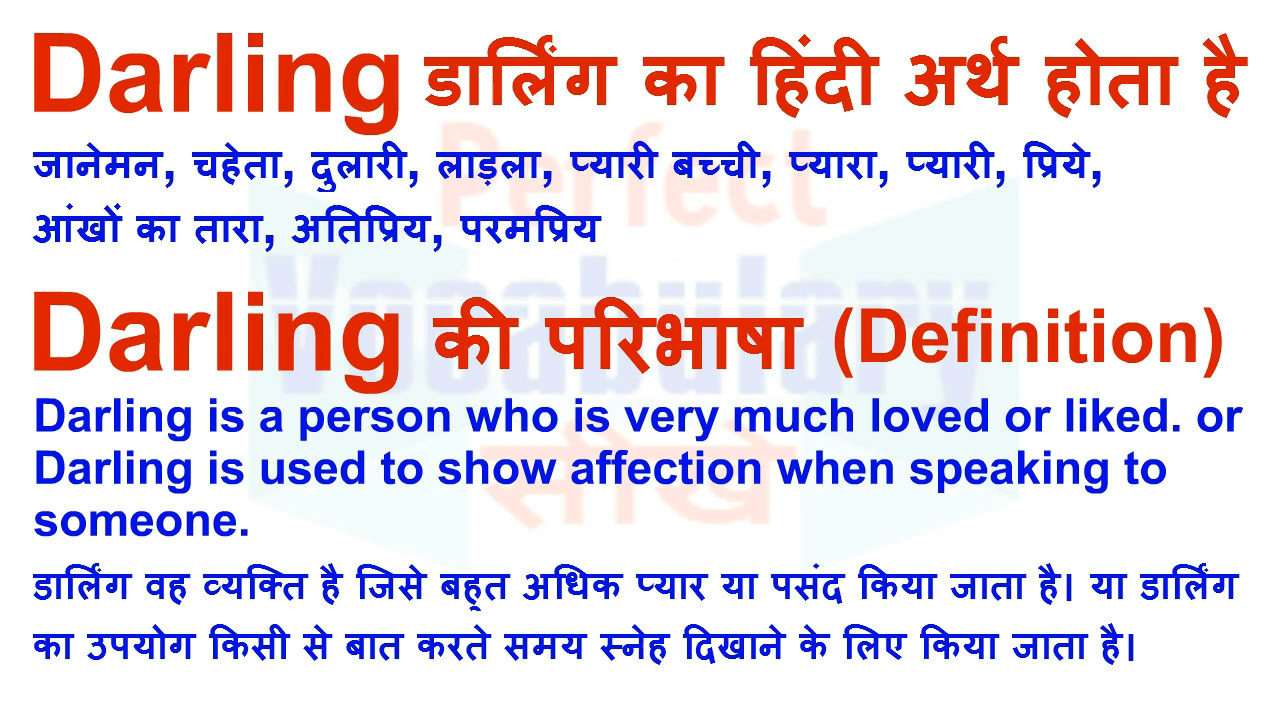 Darling डार्लिंग का हिंदी अर्थ होता है
जानेमन, चहेता, दुलारी, लाड़ला, प्यारी बच्ची, प्यारा, प्यारी, प्रिये,
आंखों का तारा, अतिप्रिय, परमप्रिय
Darling की परिभाषा (Definition)
Darling is a person who is very much loved or liked. or
Darling is used to show affection when speaking to
someone.
डार्लिंग वह व्यक्ति है जिसे बहुत अधिक प्यार या पसंद किया जाता है। या डार्लिंग
का उपयोग किसी से बात करते समय स्नेह दिखाने के लिए किया जाता है।
Perfect
Vocabulary
सीखें